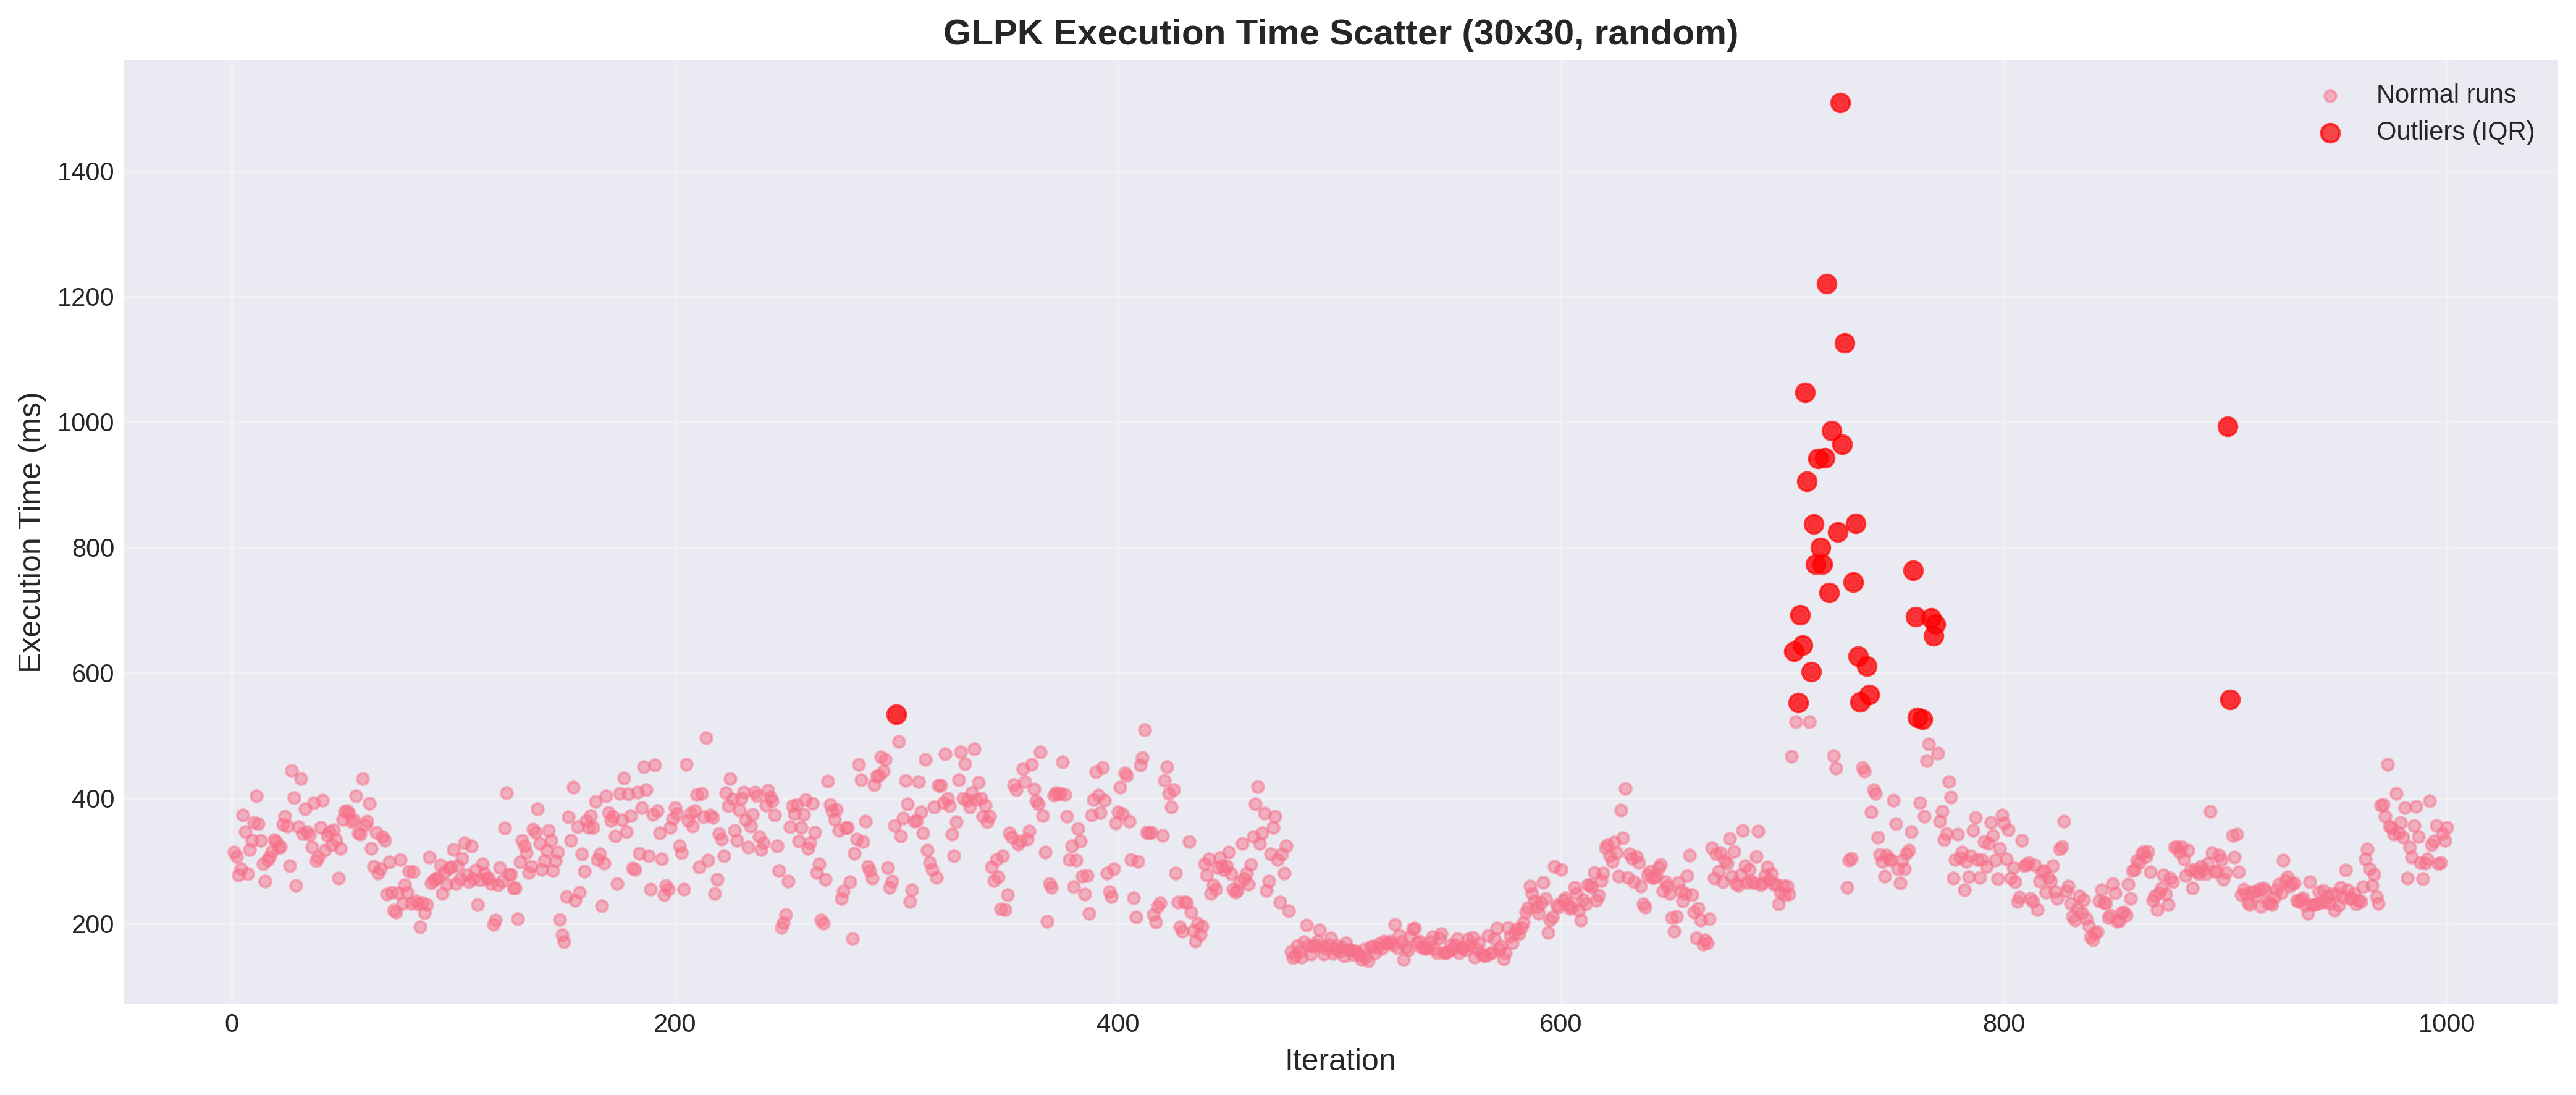 GLPK Execution Time Scatter (30x30, random)
Normal runs
Outliers (IQR)
Execution Time (ms)
1400
1200
1000
800
600
400
200
0
200
400
600
800
1000
Iteration